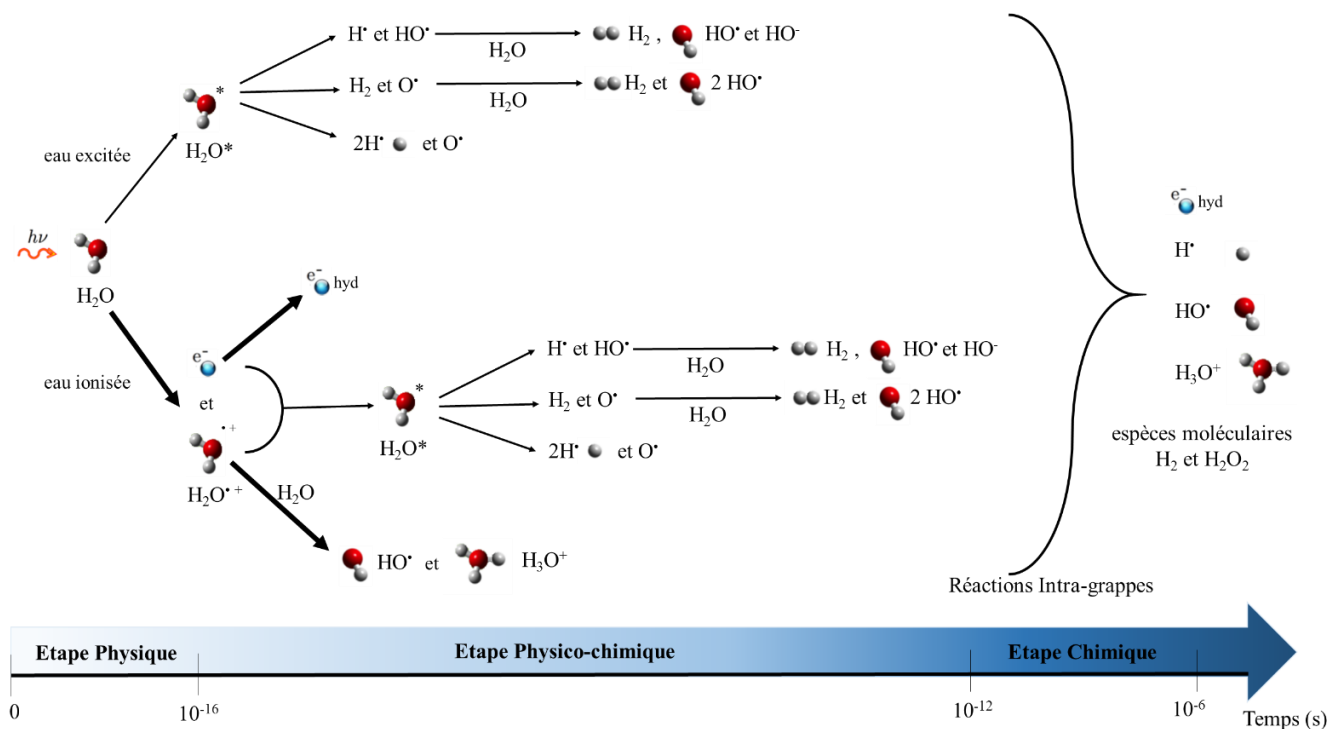 H• et HO•
H₂O
H₂ , HO• et HO⁻
H₂ et O•
H₂O
H₂ et 2 HO•
2H• et O•
*
H₂O*
eau excitée
hν
H₂O
eau ionisée
e⁻ hyd
e⁻
et
•+
H₂O•⁺
H₂O
HO• et H₃O⁺
*
H₂O*
H• et HO•
H₂O
H₂ , HO• et HO⁻
H₂ et O•
H₂O
H₂ et 2 HO•
2H• et O•
e⁻ hyd
H•
HO•
H₃O⁺
espèces moléculaires
H₂ et H₂O₂
Réactions Intra-grappes
Etape Physique
Etape Physico-chimique
Etape Chimique
0
10⁻¹⁶
10⁻¹²
10⁻⁶
Temps (s)